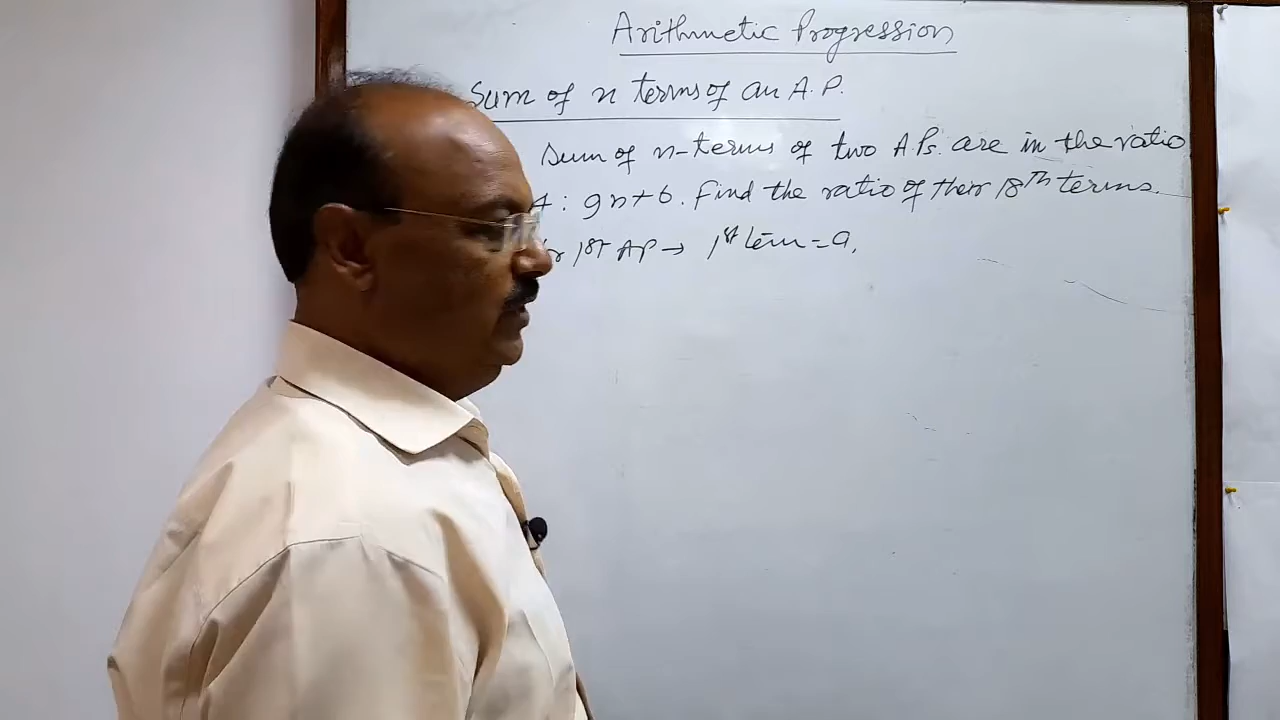 Arithmetic Progression
Sum of n terms of an A.P.
Sum of n-terms of two A.Ps. are in the ratio
4 : 9n+6. Find the ratio of their 18th terms.
1st AP → 1st term = a,